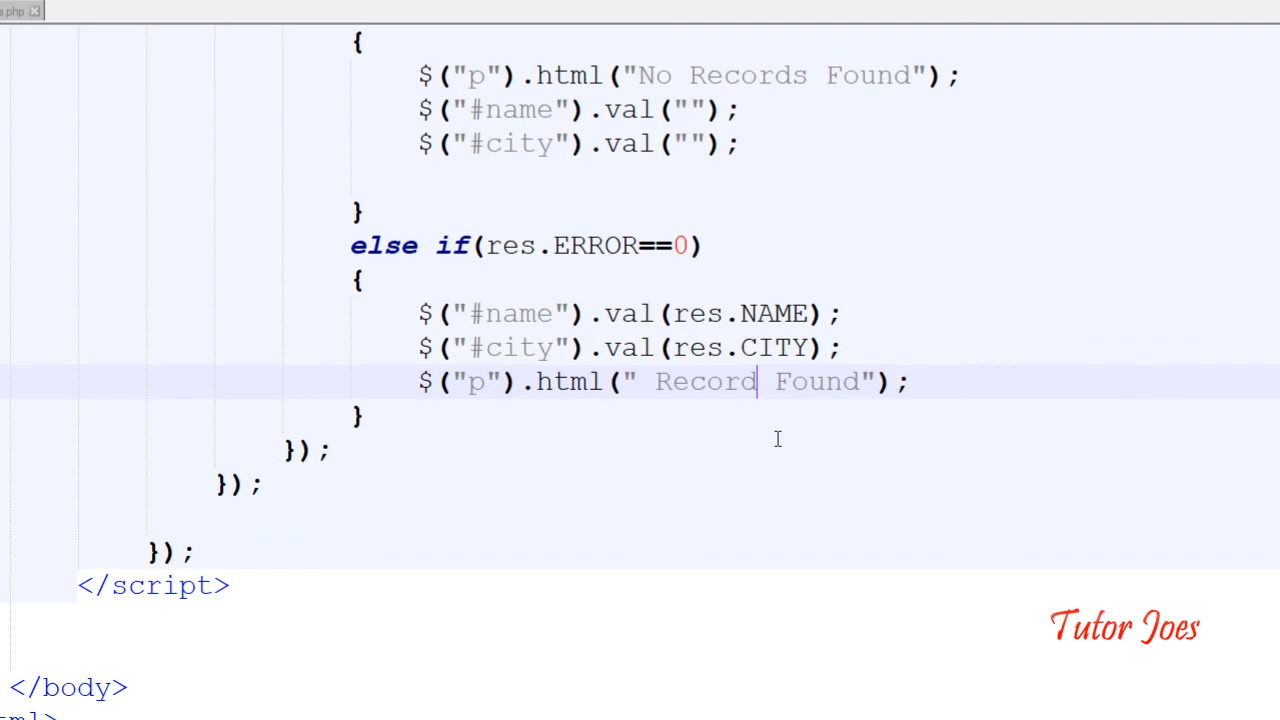 s.php
{
$("p").html("No Records Found");
$("#name").val("");
$("#city").val("");
}
else if(res.ERROR==0)
{
$("#name").val(res.NAME);
$("#city").val(res.CITY);
$("p").html(" Record Found");
}
});
});
});
</script>
Tutor Joes
</body>